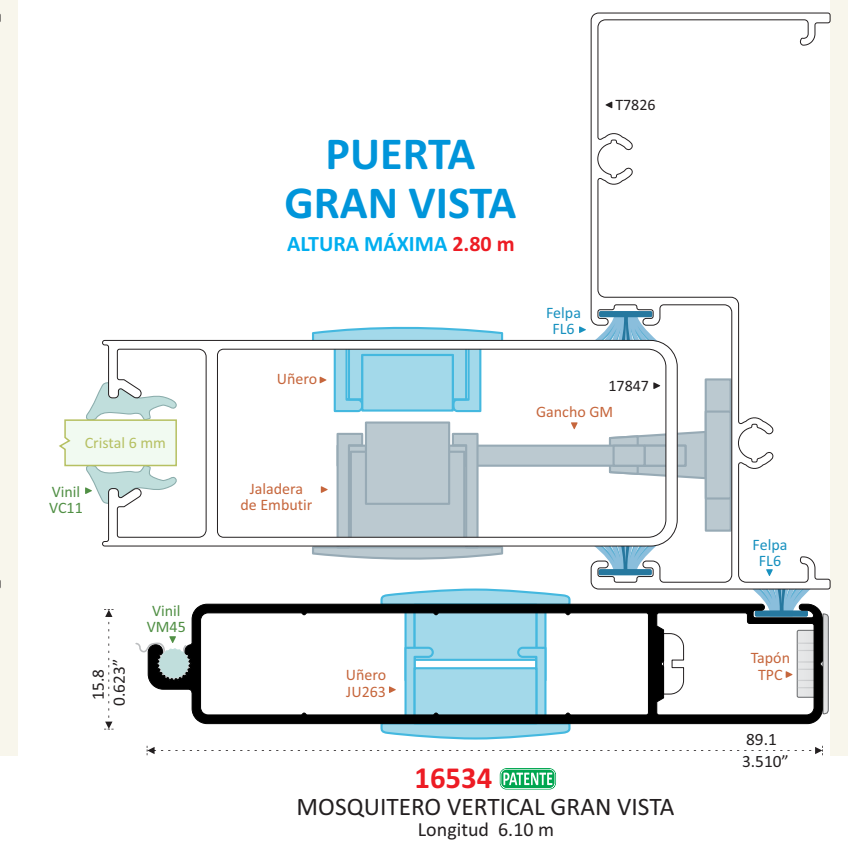 T7826
PUERTA
GRAN VISTA
ALTURA MÁXIMA 2.80 m
Felpa
FL6
Uñero
17847
Gancho GM
Cristal 6 mm
Vinil
VC11
Jaladera
de Embutir
Felpa
FL6
Vinil
VM45
15.8
0.623"
Uñero
JU263
Tapón
TPC
89.1
3.510"
16534 PATENTE
MOSQUITERO VERTICAL GRAN VISTA
Longitud 6.10 m